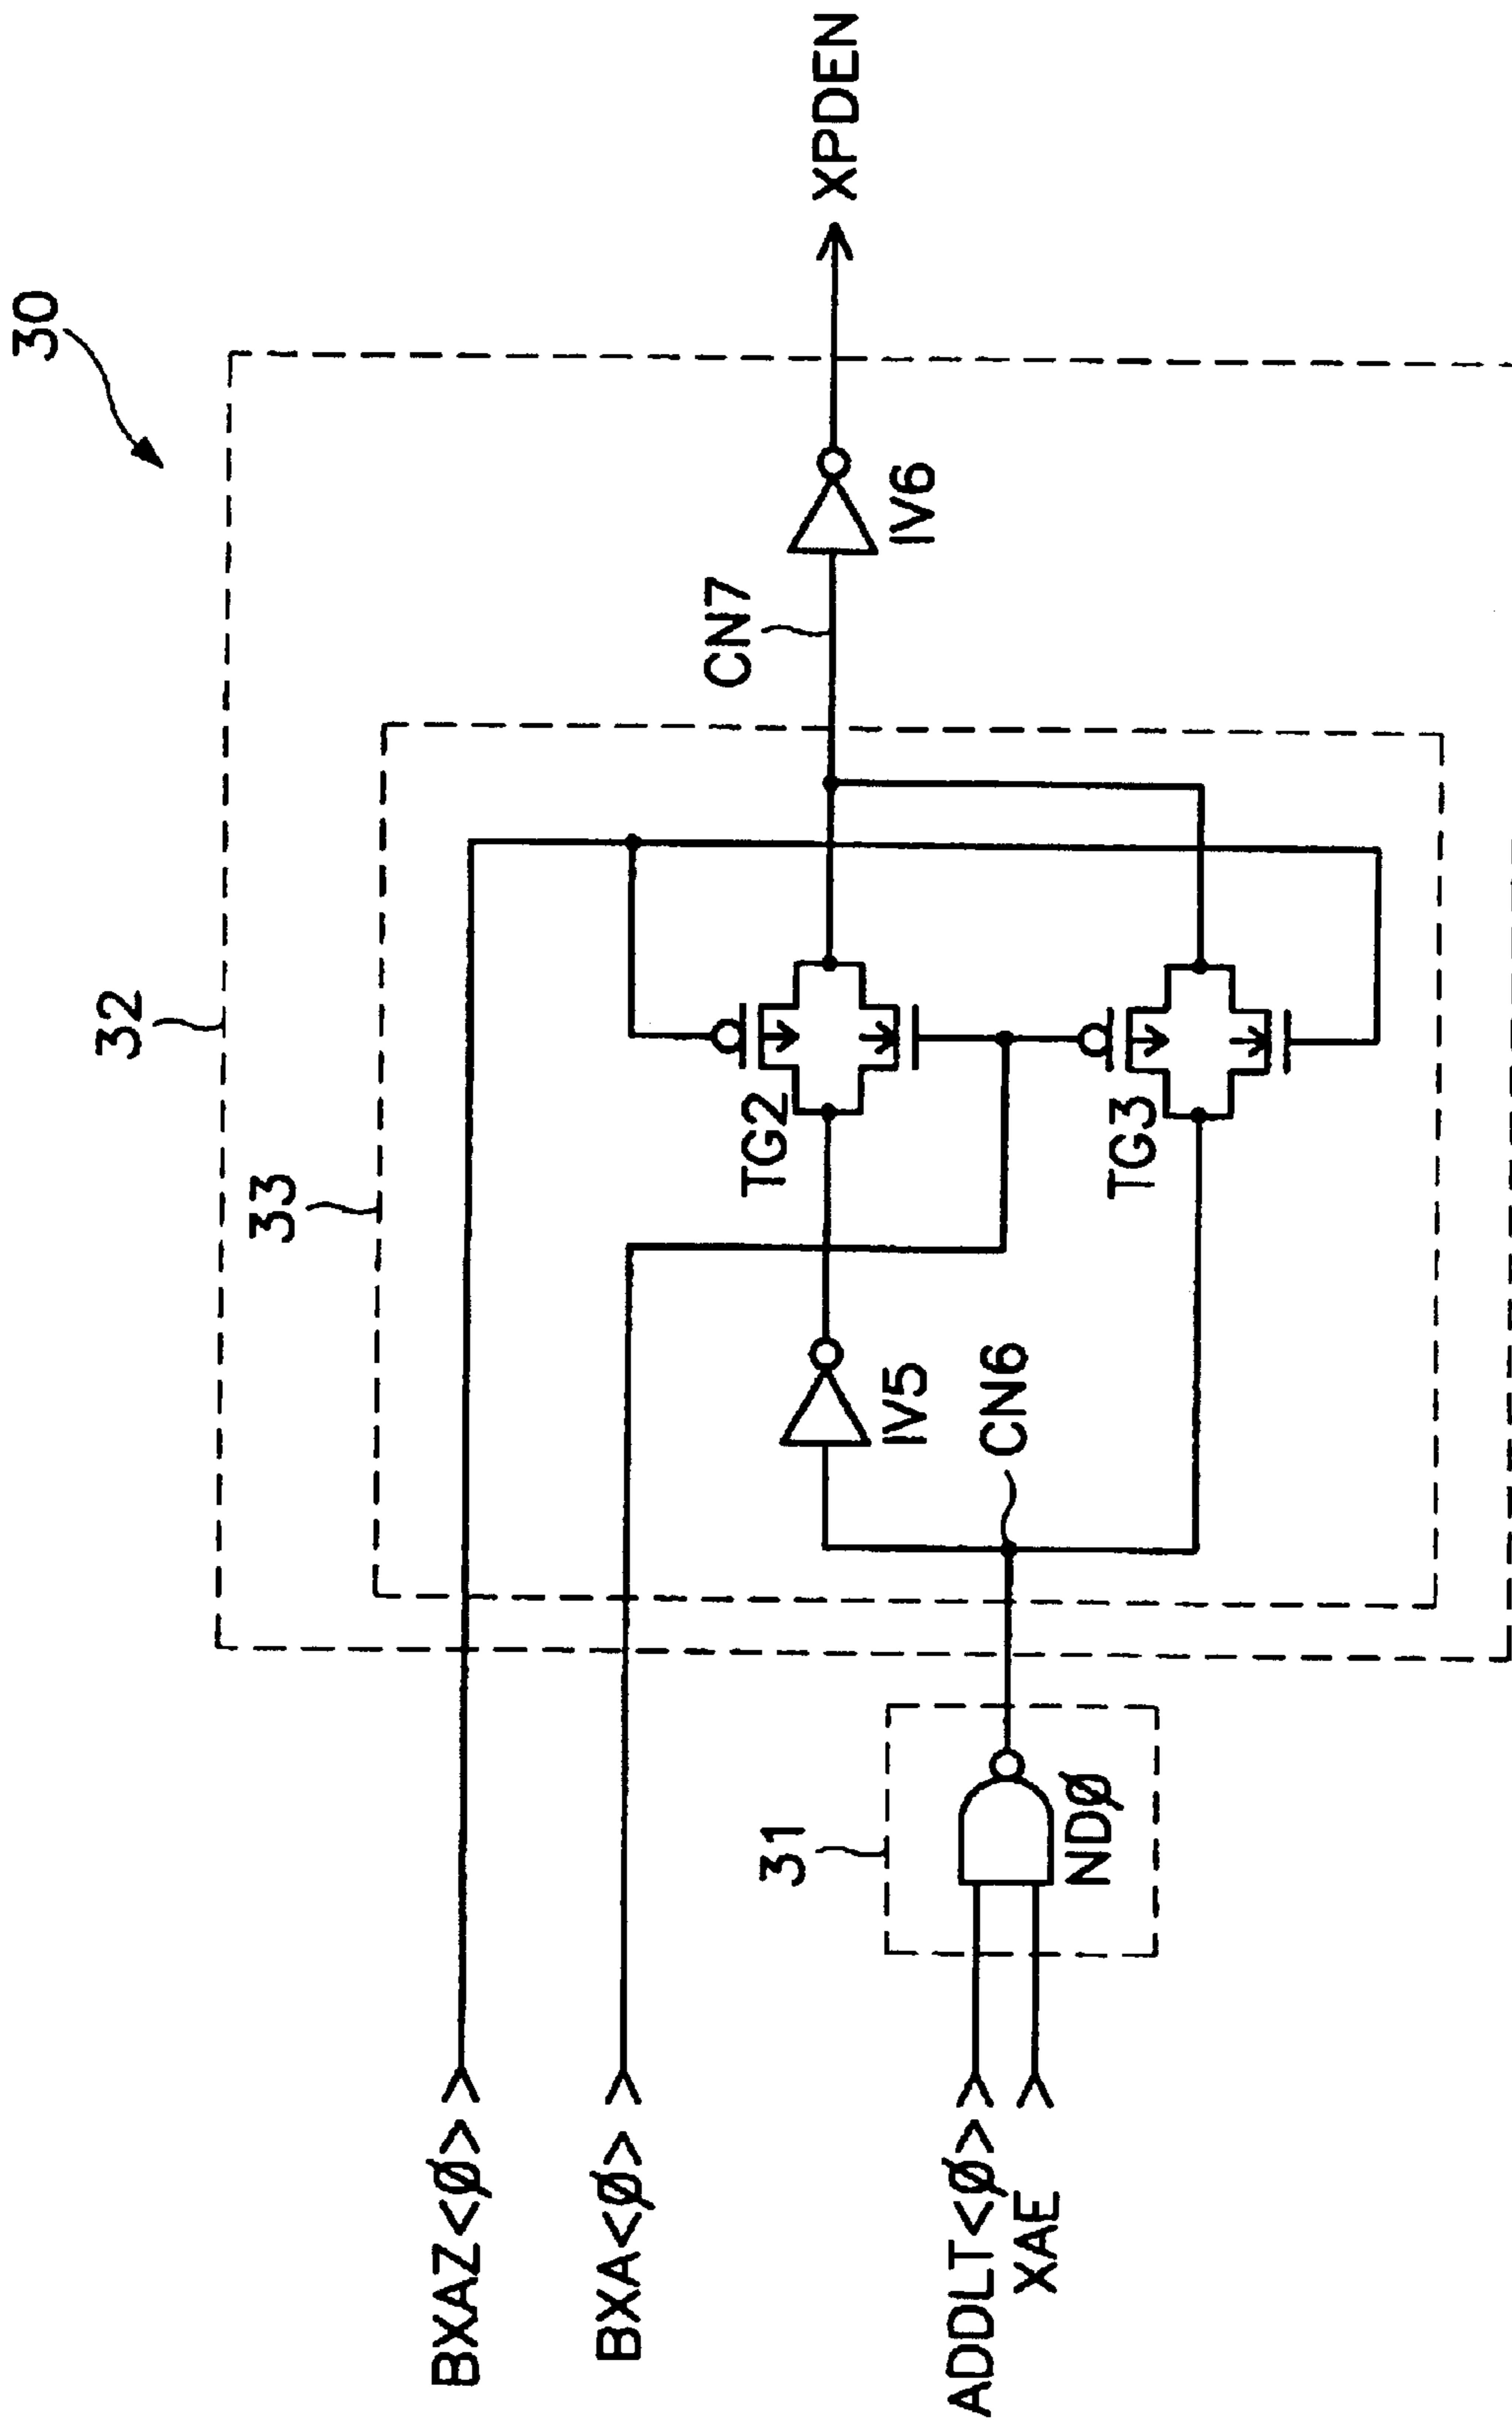 30
32
33
CN7
XPDEN
IV6
TG2
TG3
IV5
CN6
31
NDØ
BXAZ<Ø>
BXA<Ø>
ADDLT<Ø>
XAE